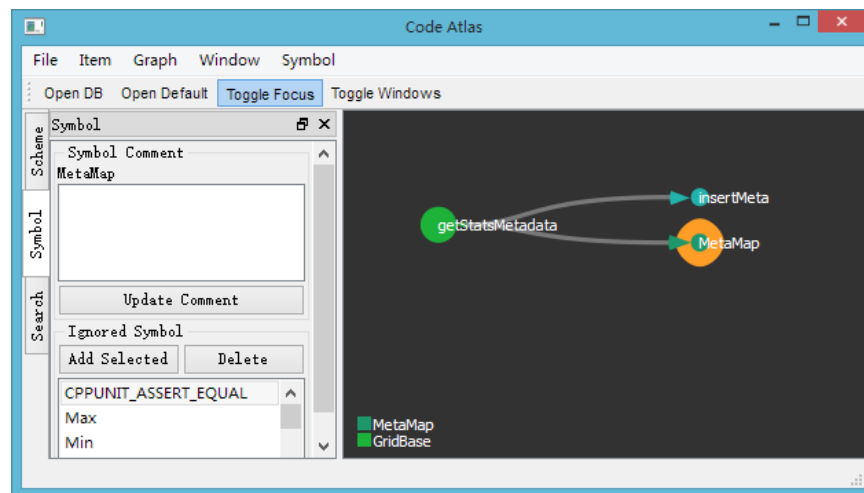 Code Atlas
File Item Graph Window Symbol
Open DB Open Default Toggle Focus Toggle Windows
Scheme
Symbol
Search
Symbol
Symbol Comment
MetaMap
Update Comment
Ignored Symbol
Add Selected Delete
CPPUNIT_ASSERT_EQUAL
Max
Min
getStatsMetadata
insertMeta
MetaMap
MetaMap
GridBase